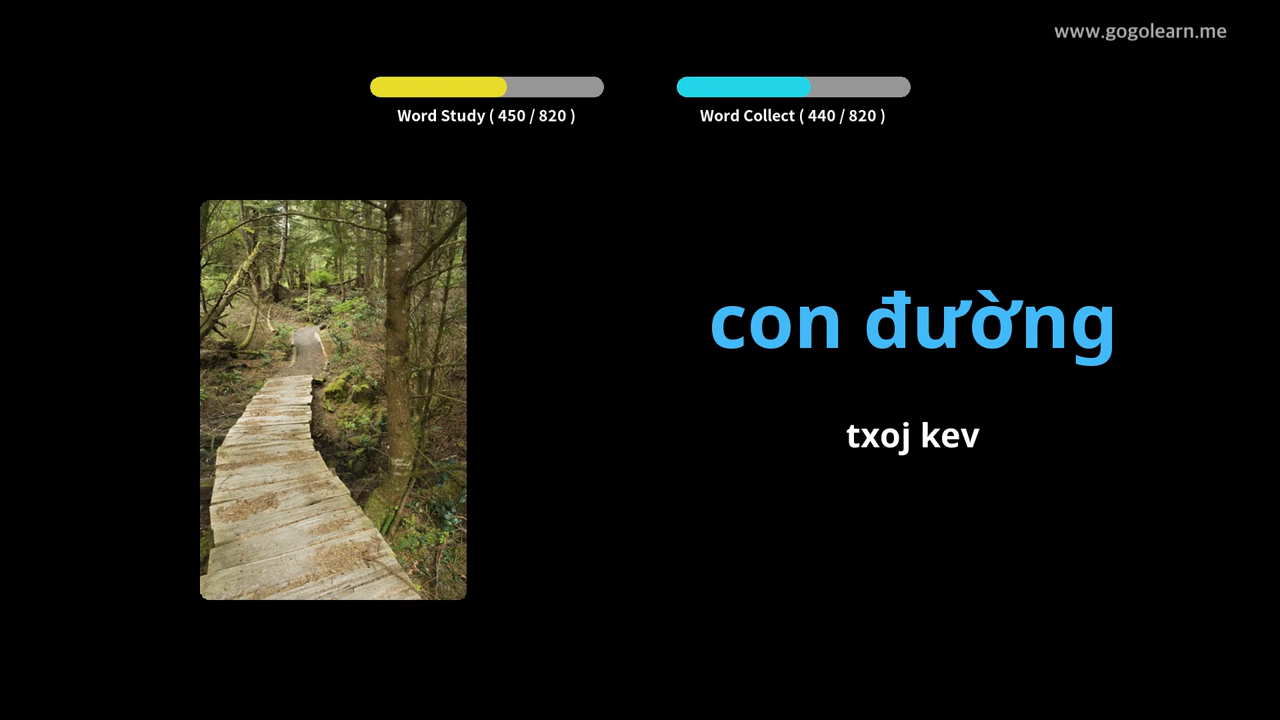 www.gogolearn.me
Word Study ( 450 / 820 )
Word Collect ( 440 / 820 )
con đường
txoj kev